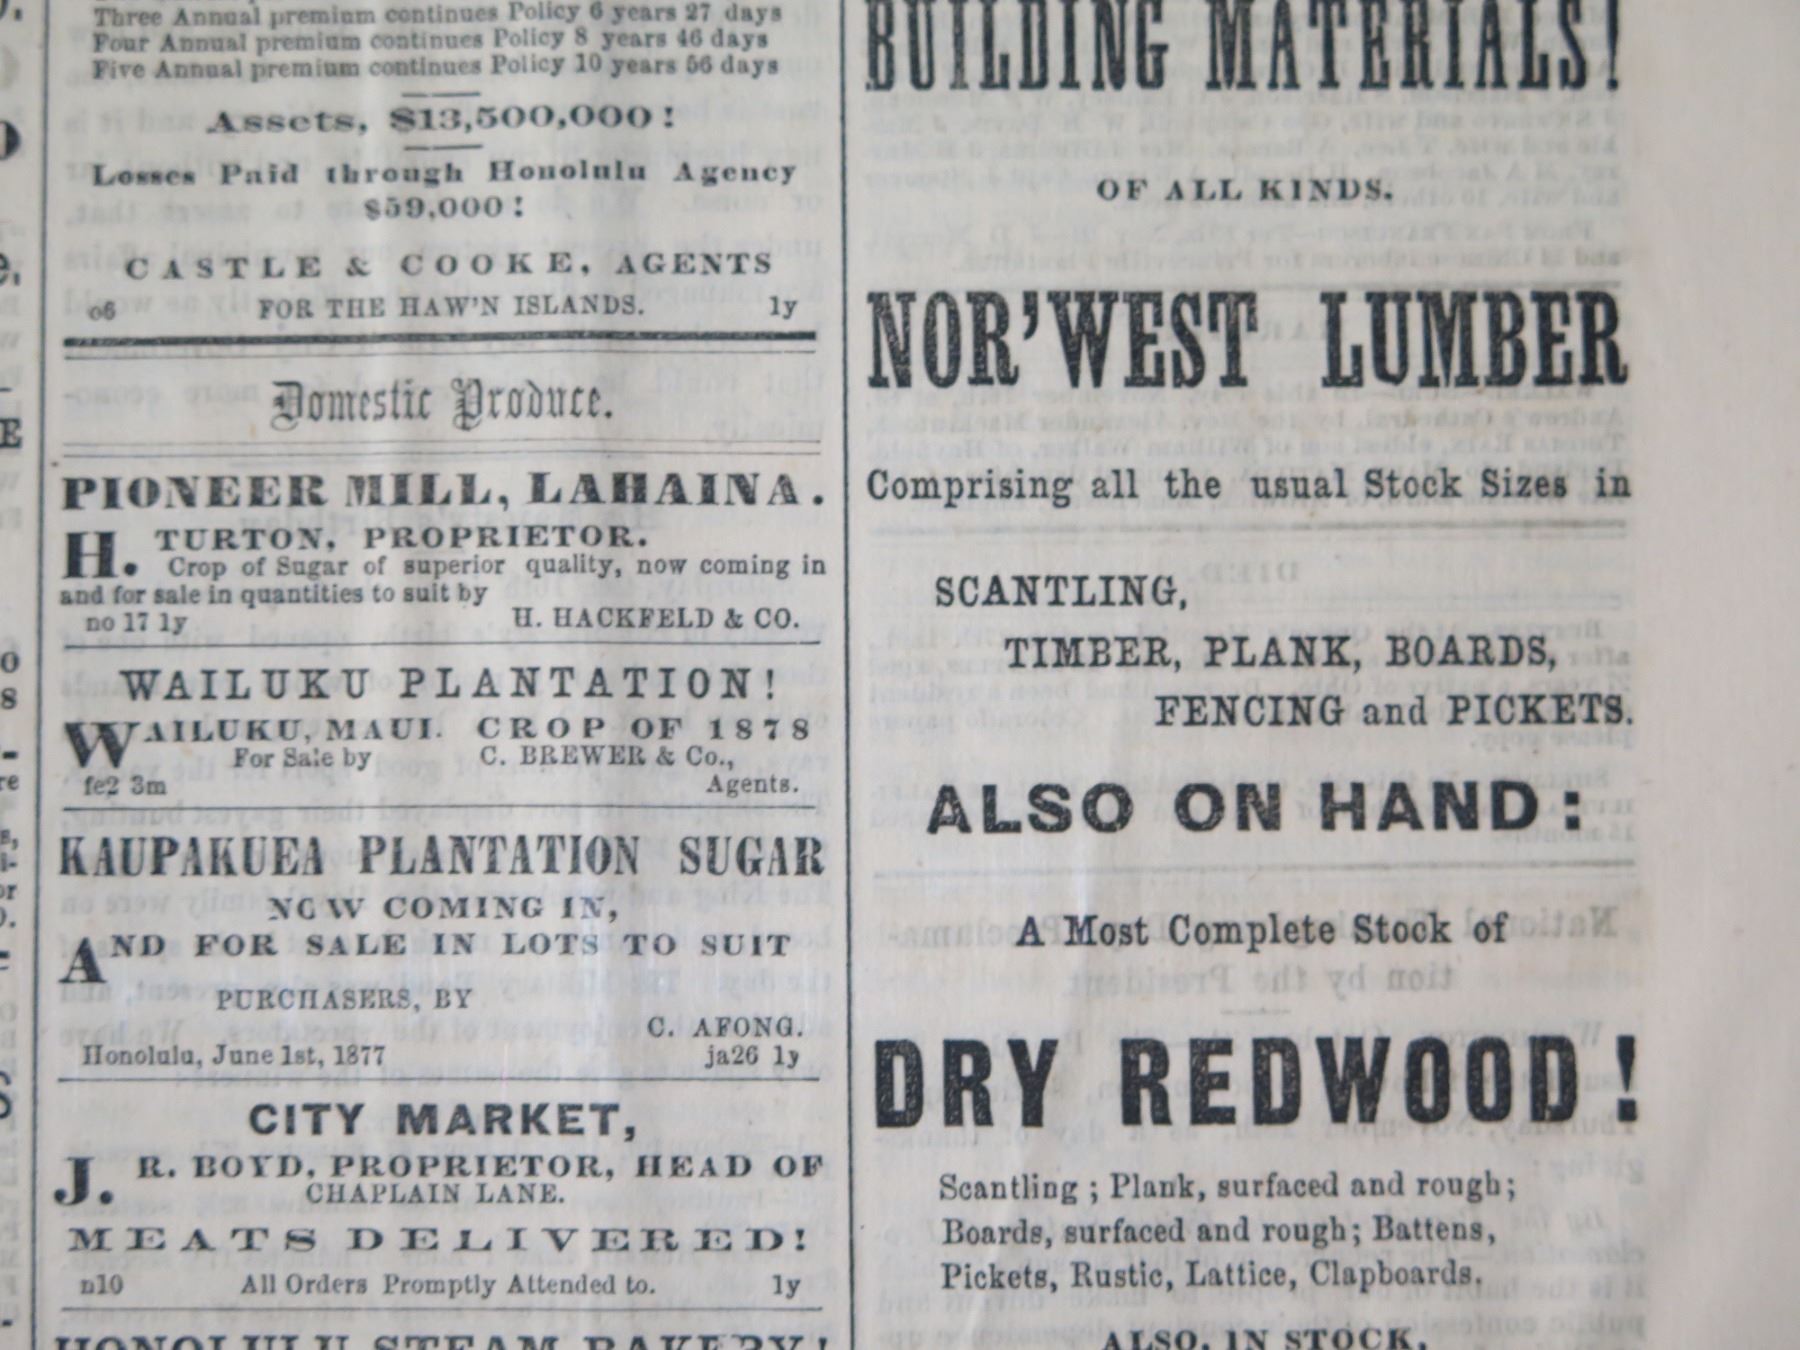 Three Annual premium continues Policy 6 years 27 days
Four Annual premium continues Policy 8 years 46 days
Five Annual premium continues Policy 10 years 56 days
Assets, $13,500,000!
Losses Paid through Honolulu Agency
$59,000!
CASTLE & COOKE, AGENTS
o6 FOR THE HAW'N ISLANDS. 1y
Domestic Produce.
PIONEER MILL, LAHAINA.
H. TURTON, PROPRIETOR.
Crop of Sugar of superior quality, now coming in
and for sale in quantities to suit by
no 17 1y H. HACKFELD & CO.
WAILUKU PLANTATION!
WAILUKU, MAUI. CROP OF 1878
For Sale by C. BREWER & Co.,
fe2 3m Agents.
KAUPAKUEA PLANTATION SUGAR
NOW COMING IN,
AND FOR SALE IN LOTS TO SUIT
PURCHASERS, BY
C. AFONG.
Honolulu, June 1st, 1877 ja26 1y
CITY MARKET,
J. R. BOYD, PROPRIETOR, HEAD OF
CHAPLAIN LANE.
MEATS DELIVERED!
n10 All Orders Promptly Attended to. 1y
HONOLULU STEAM BAKERY!
BUILDING MATERIALS!
OF ALL KINDS.
NOR'WEST LUMBER
Comprising all the usual Stock Sizes in
SCANTLING,
TIMBER, PLANK, BOARDS,
FENCING and PICKETS.
ALSO ON HAND:
A Most Complete Stock of
DRY REDWOOD!
Scantling; Plank, surfaced and rough;
Boards, surfaced and rough; Battens,
Pickets, Rustic, Lattice, Clapboards.
ALSO, IN STOCK,